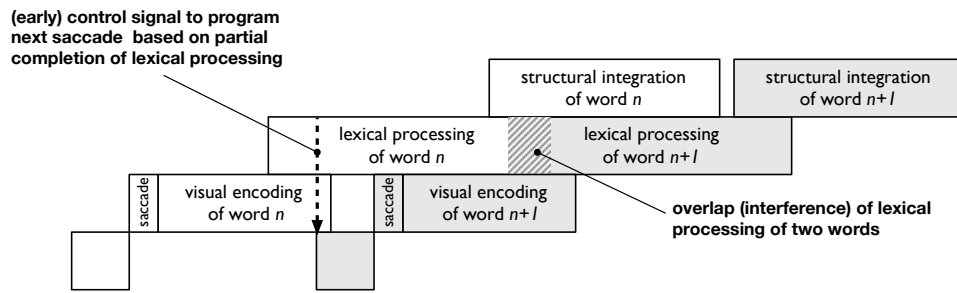 (early) control signal to program
next saccade based on partial
completion of lexical processing
structural integration
of word n
structural integration
of word n+1
lexical processing
of word n
lexical processing
of word n+1
saccade
visual encoding
of word n
saccade
visual encoding
of word n+1
overlap (interference) of lexical
processing of two words